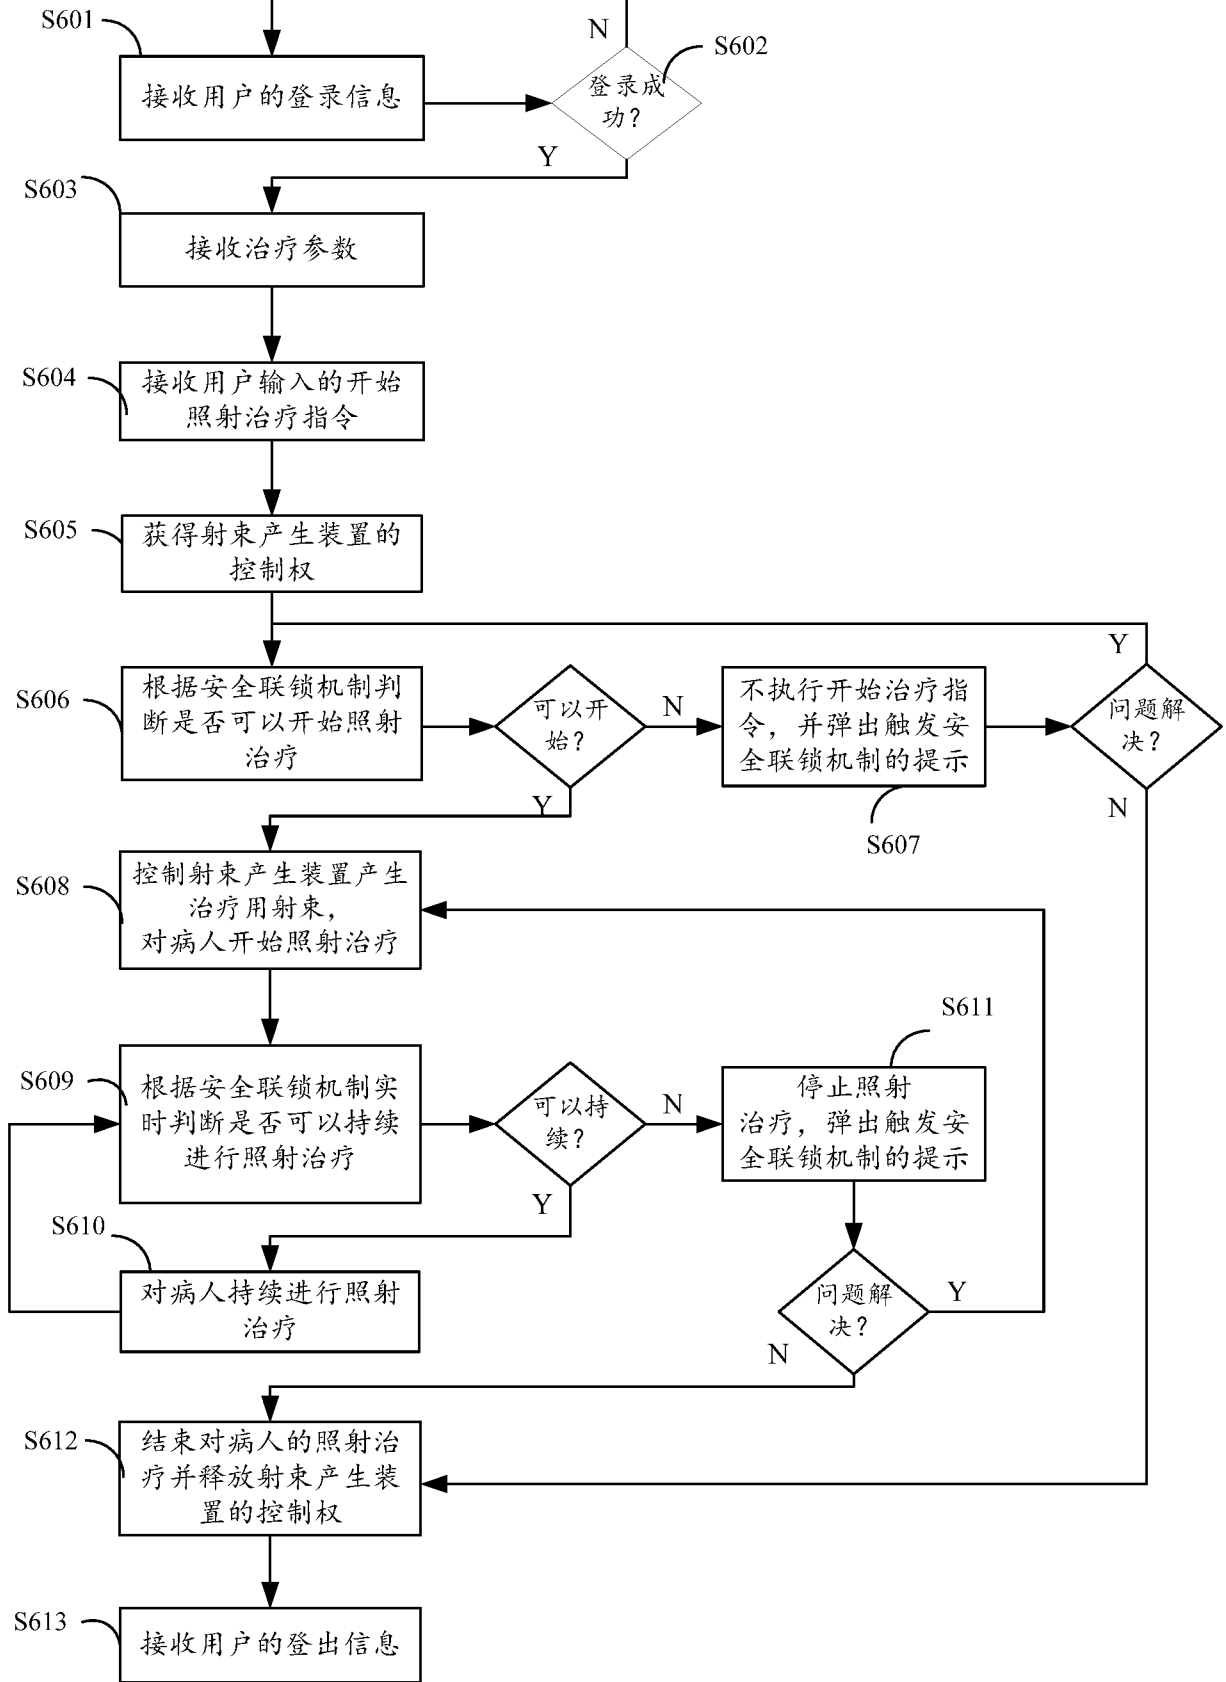 S601
N
S602
接收用户的登录信息
登录成
功?
Y
S603
接收治疗参数
S604
接收用户输入的开始
照射治疗指令
S605
获得射束产生装置的
控制权
Y
S606
根据安全联锁机制判
断是否可以开始照射
治疗
可以开
始?
N
不执行开始治疗指
令，并弹出触发安
全联锁机制的提示
问题解
决?
Y
N
S607
S608
控制射束产生装置产生
治疗用射束，
对病人开始照射治疗
S611
S609
根据安全联锁机制实
时判断是否可以持续
进行照射治疗
可以持
续?
N
停止照射
治疗，弹出触发安
全联锁机制的提示
Y
S610
对病人持续进行照射
治疗
问题解
决?
Y
N
S612
结束对病人的照射治
疗并释放射束产生装
置的控制权
S613
接收用户的登出信息